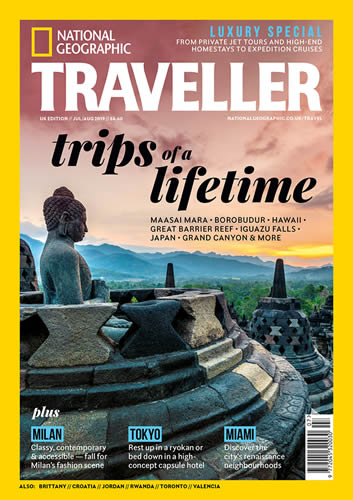 NATIONAL
GEOGRAPHIC
LUXURY SPECIAL
FROM PRIVATE JET TOURS AND HIGH-END
HOMESTAYS TO EXPEDITION CRUISES
TRAVELLER
UK EDITION // JUL/AUG 2019 // £4.40
NATIONALGEOGRAPHIC.CO.UK/TRAVEL
trips of a
lifetime
MAASAI MARA • BOROBUDUR • HAWAII •
GREAT BARRIER REEF • IGUAZU FALLS •
JAPAN • GRAND CANYON & MORE
plus
MILAN
Classy, contemporary
& accessible — fall for
Milan's fashion scene
TOKYO
Rest up in a ryokan or
bed down in a high-
concept capsule hotel
MIAMI
Discover the
city's renaissance
neighbourhoods
ALSO: BRITTANY // CROATIA // JORDAN // RWANDA // TORONTO // VALENCIA